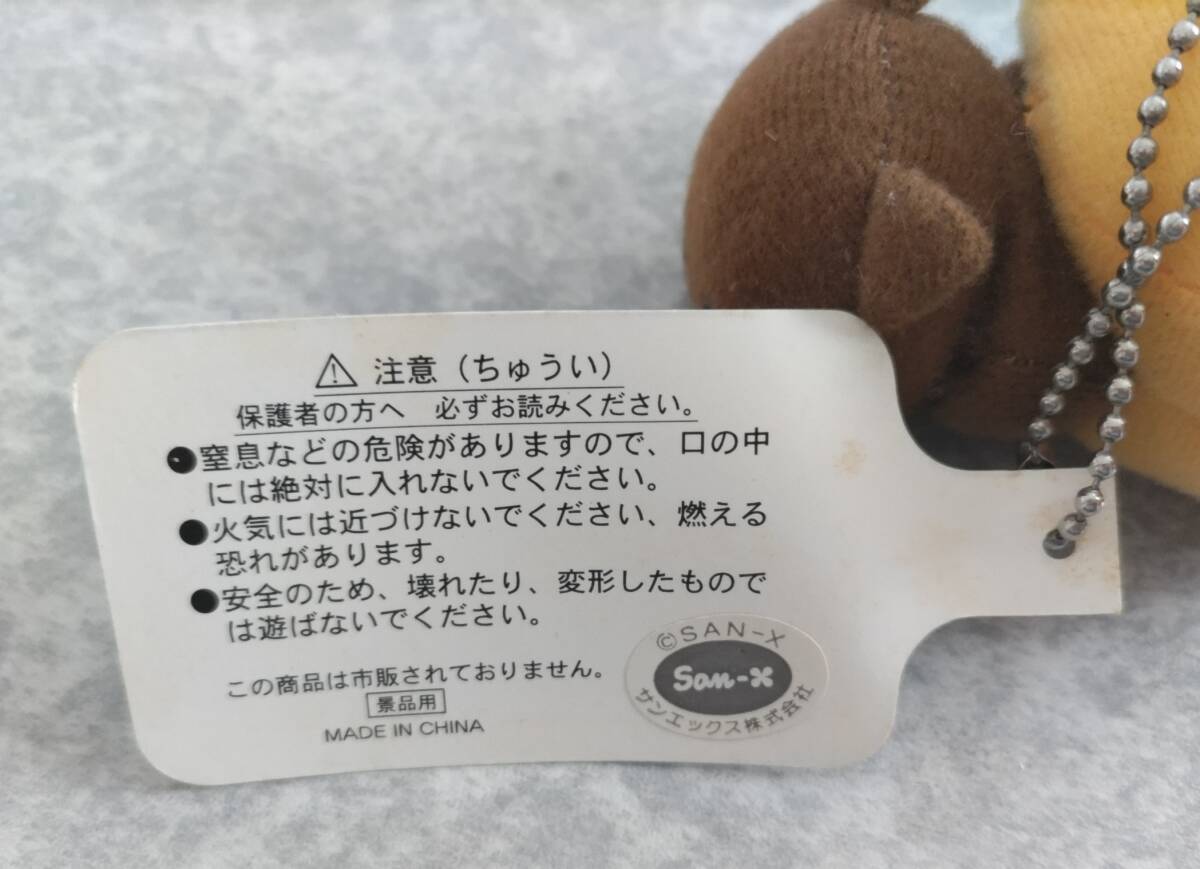 ⚠ 注意（ちゅうい）
保護者の方へ　必ずお読みください。
●窒息などの危険がありますので、口の中
には絶対に入れないでください。
●火気には近づけないでください、燃える
恐れがあります。
●安全のため、壊れたり、変形したもので
は遊ばないでください。
この商品は市販されておりません。
景品用
MADE IN CHINA
©SAN-X
San-X
サンエックス株式会社